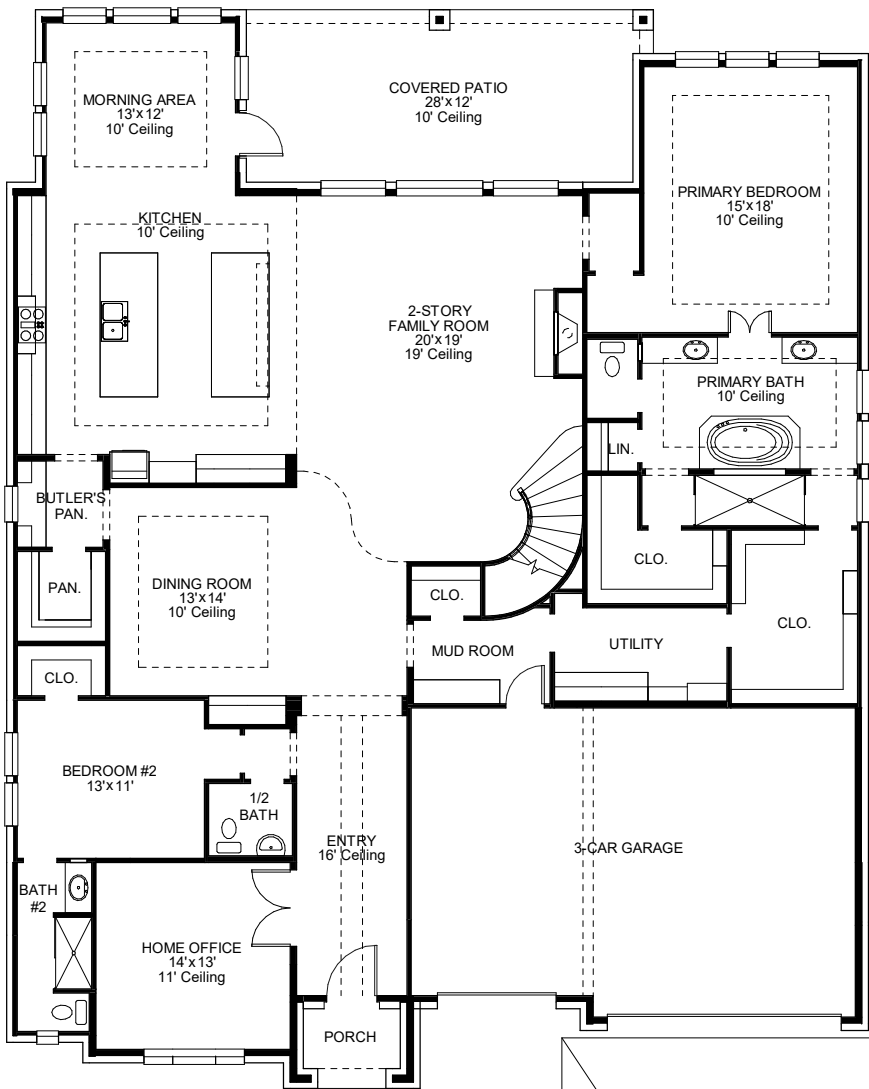 MORNING AREA
13'x12'
10' Ceiling
COVERED PATIO
28'x12'
10' Ceiling
PRIMARY BEDROOM
15'x18'
10' Ceiling
KITCHEN
10' Ceiling
2-STORY
FAMILY ROOM
20'x19'
19' Ceiling
PRIMARY BATH
10' Ceiling
LIN.
BUTLER'S
PAN.
PAN.
DINING ROOM
13'x14'
10' Ceiling
CLO.
CLO.
CLO.
MUD ROOM
UTILITY
CLO.
BEDROOM #2
13'x11'
1/2
BATH
ENTRY
16' Ceiling
3-CAR GARAGE
BATH
#2
HOME OFFICE
14'x13'
11' Ceiling
PORCH